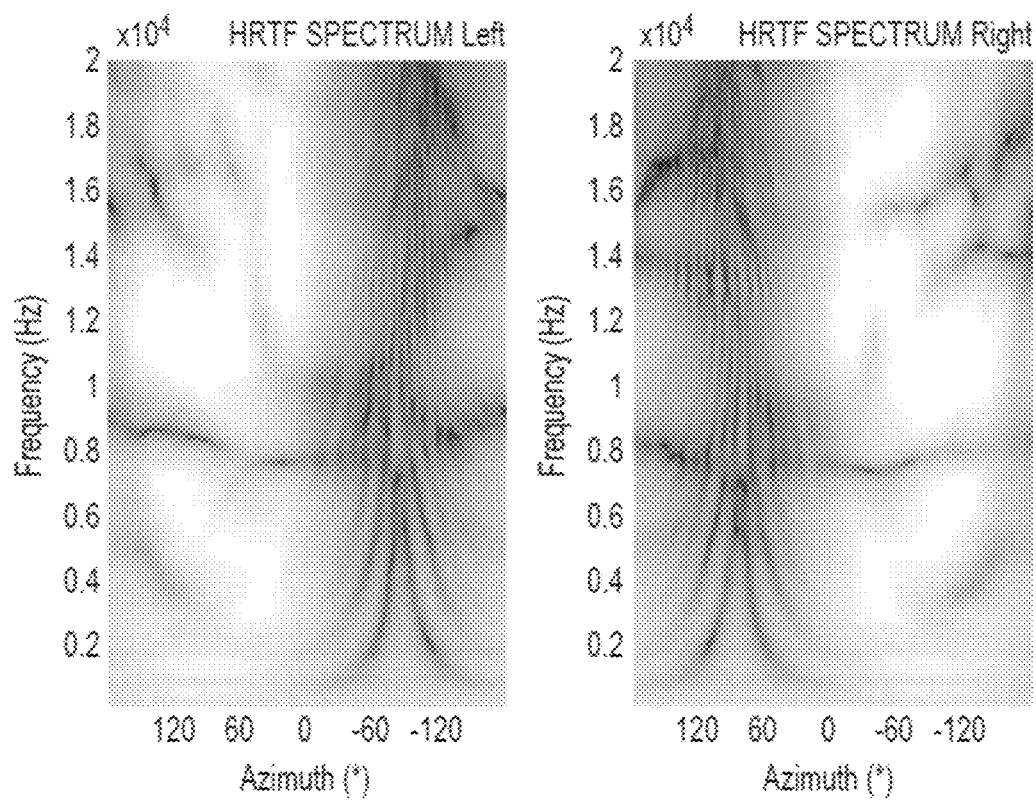 x10⁴ HRTF SPECTRUM Left
2
1.8
1.6
1.4
1.2
1
0.8
0.6
0.4
0.2
Frequency (Hz)
120 60 0 -60 -120
Azimuth (*)
x10⁴ HRTF SPECTRUM Right
2
1.8
1.6
1.4
1.2
1
0.8
0.6
0.4
0.2
Frequency (Hz)
120 60 0 -60 -120
Azimuth (*)